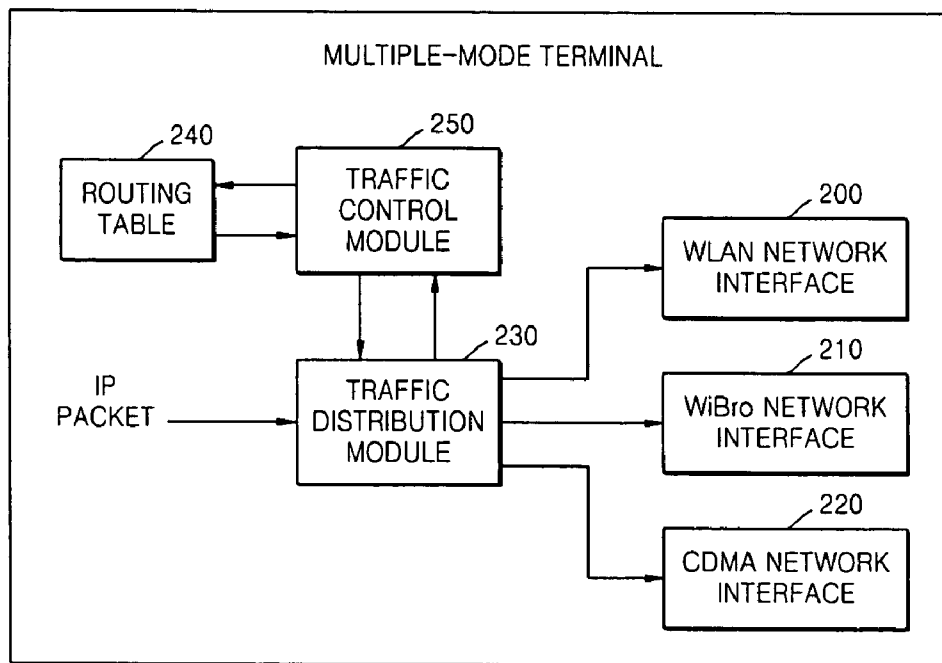 MULTIPLE-MODE TERMINAL
240
ROUTING
TABLE
250
TRAFFIC
CONTROL
MODULE
200
WLAN NETWORK
INTERFACE
IP
PACKET
230
TRAFFIC
DISTRIBUTION
MODULE
210
WiBro NETWORK
INTERFACE
220
CDMA NETWORK
INTERFACE